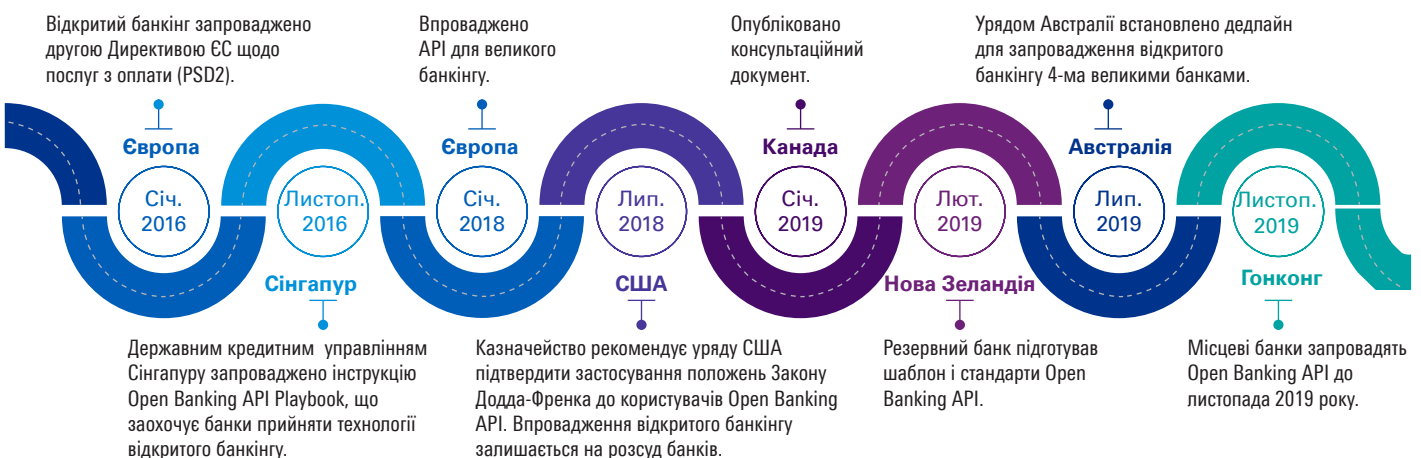 Відкритий банкінг запроваджено
другою Директивою ЄС щодо
послуг з оплати (PSD2).
Європа
Січ.
2016
Листоп.
2016
Сінгапур
Державним кредитним управлінням
Сінгапуру запроваджено інструкцію
Open Banking API Playbook, що
заохочує банки прийняти технології
відкритого банкінгу.
Впроваджено
API для великого
банкінгу.
Європа
Січ.
2018
Лип.
2018
США
Казначейство рекомендує уряду США
підтвердити застосування положень Закону
Додда-Френка до користувачів Open Banking
API. Впровадження відкритого банкінгу
залишається на розсуд банків.
Опубліковано
консультаційний
документ.
Канада
Січ.
2019
Лют.
2019
Нова Зеландія
Резервний банк підготував
шаблон і стандарти Open
Banking API.
Урядом Австралії встановлено дедлайн
для запровадження відкритого
банкінгу 4-ма великими банками.
Австралія
Лип.
2019
Листоп.
2019
Гонконг
Місцеві банки запровадять
Open Banking API до
листопада 2019 року.